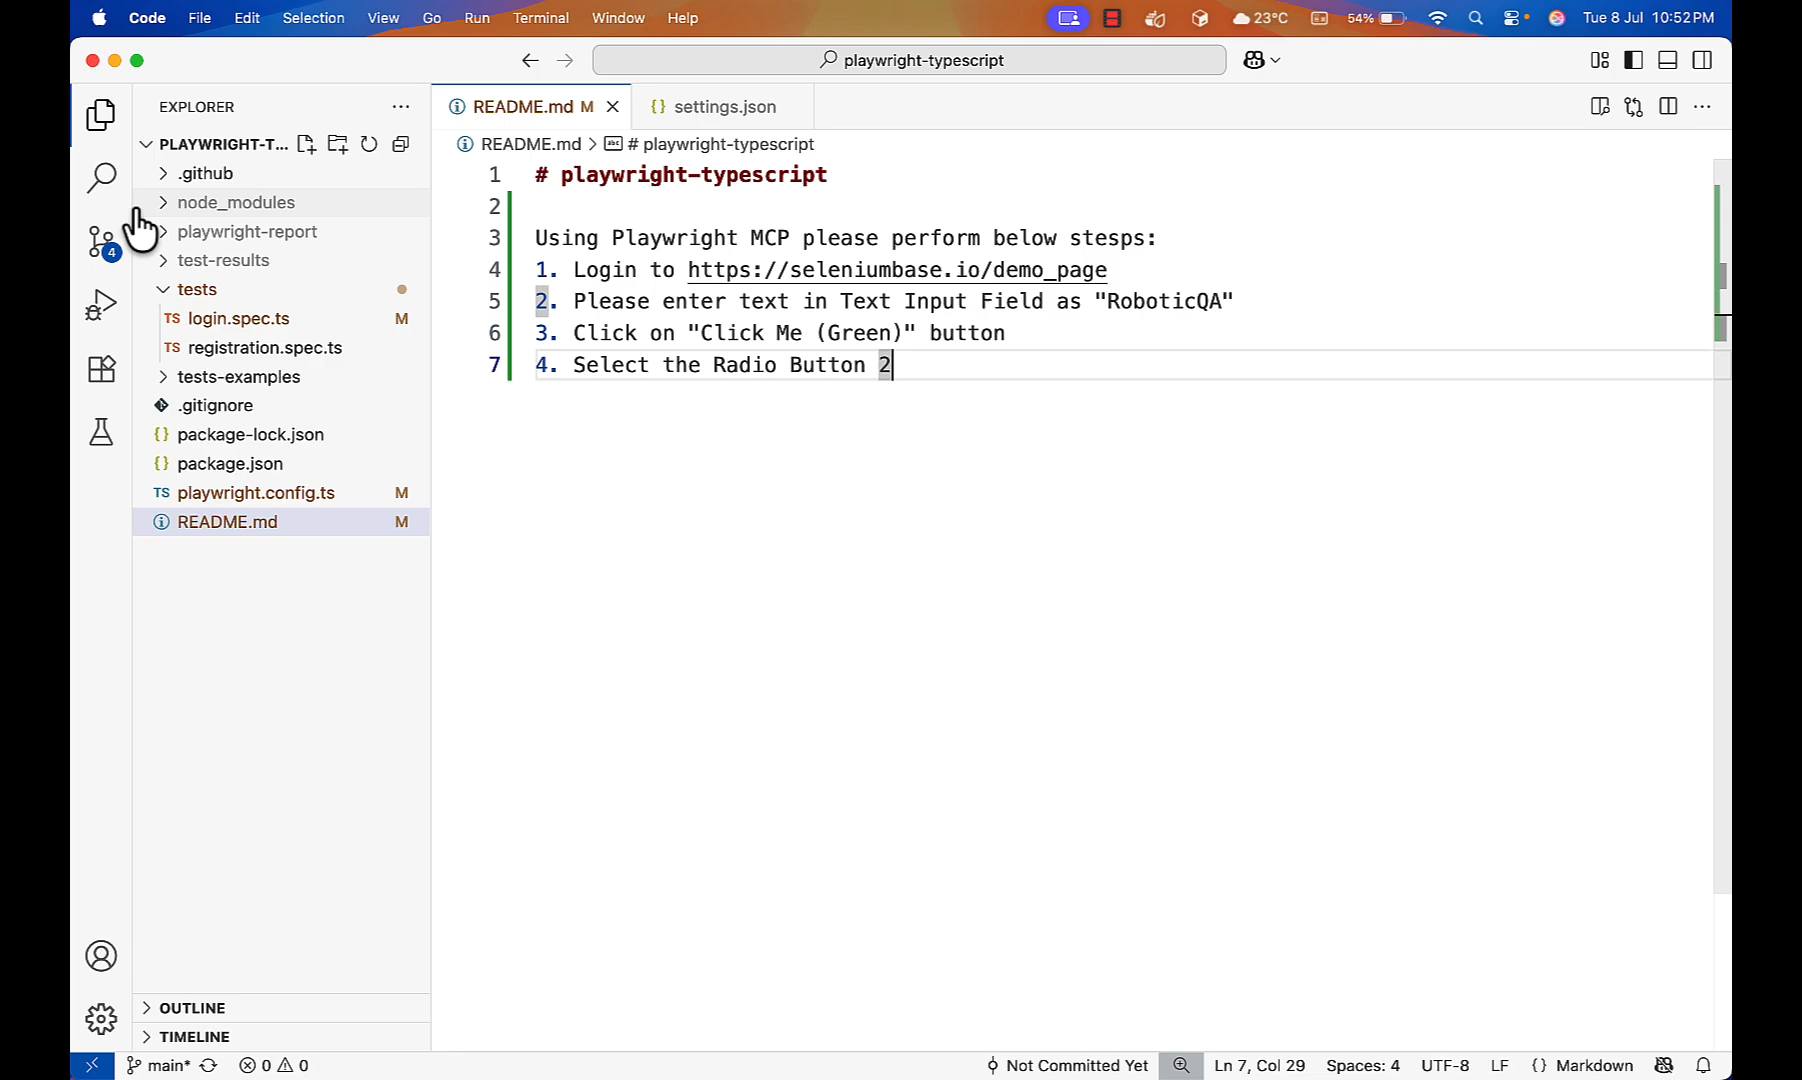 Code File Edit Selection View Go Run Terminal Window Help 23°C 54% Tue 8 Jul 10:52 PM
playwright-typescript
EXPLORER
README.md M
settings.json
PLAYWRIGHT-T...
README.md > # playwright-typescript
.github
node_modules
playwright-report
test-results
tests
TS login.spec.ts M
TS registration.spec.ts
tests-examples
.gitignore
{} package-lock.json
{} package.json
TS playwright.config.ts M
README.md M
4
1 # playwright-typescript
2
3 Using Playwright MCP please perform below stesps:
4 1. Login to https://seleniumbase.io/demo_page
5 2. Please enter text in Text Input Field as "RoboticQA"
6 3. Click on "Click Me (Green)" button
7 4. Select the Radio Button 2
OUTLINE
TIMELINE
main* 0 0 Not Committed Yet Ln 7, Col 29 Spaces: 4 UTF-8 LF {} Markdown